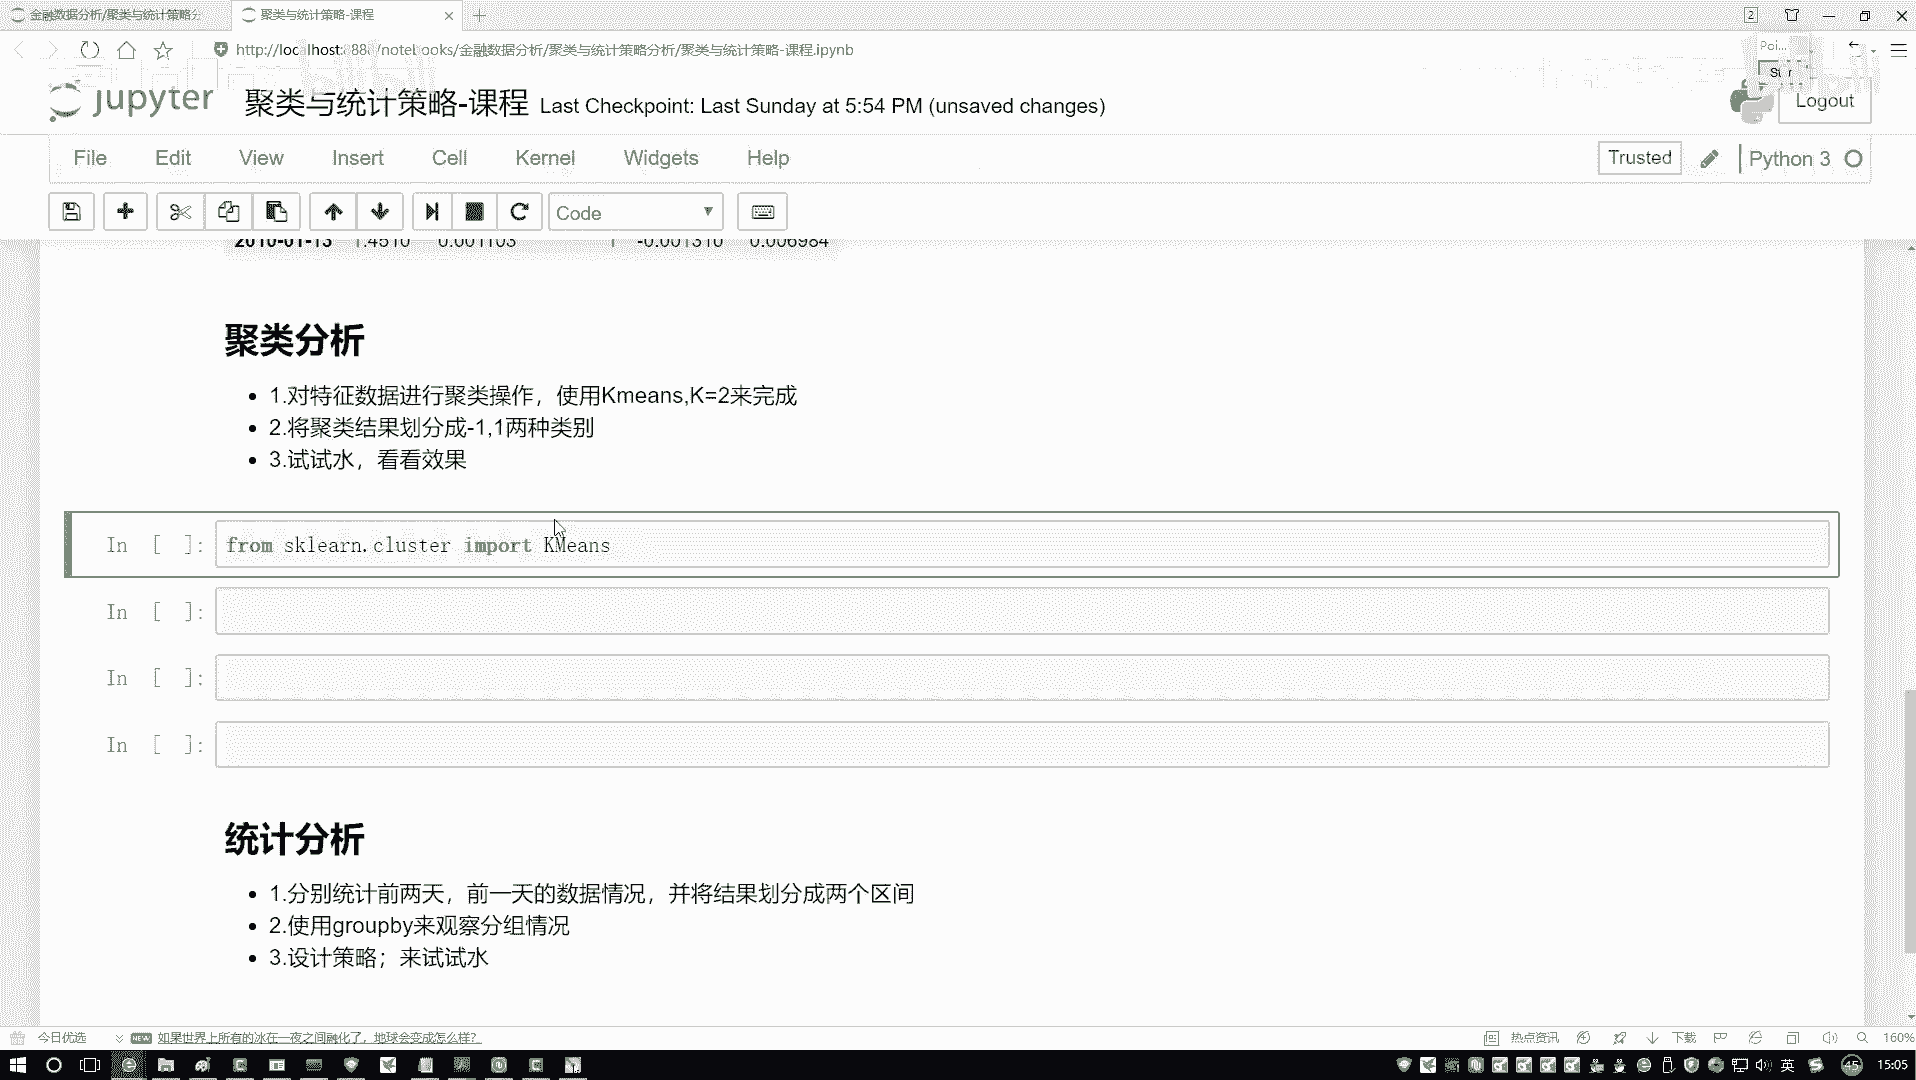 金融数据分析/聚类与统计策略分
聚类与统计策略-课程
2
http://localhost:888/notebooks/金融数据分析/聚类与统计策略分析/聚类与统计策略-课程.ipynb
Poi...
jupyter 聚类与统计策略-课程 Last Checkpoint: Last Sunday at 5:54 PM (unsaved changes)
Logout
File Edit View Insert Cell Kernel Widgets Help
Trusted Python 3
Code
2010-01-13 1.4510 0.001103 1 -0.001310 0.006984
聚类分析
1.对特征数据进行聚类操作，使用Kmeans,K=2来完成
2.将聚类结果划分成-1,1两种类别
3.试试水，看看效果
In [ ]: from sklearn.cluster import KMeans
In [ ]:
In [ ]:
In [ ]:
统计分析
1.分别统计前两天，前一天的数据情况，并将结果划分成两个区间
2.使用groupby来观察分组情况
3.设计策略；来试试水
今日优选
NEW 如果世界上所有的冰在一夜之间融化了，地球会变成怎么样?
热点资讯
下载
160%
英
45
15:05